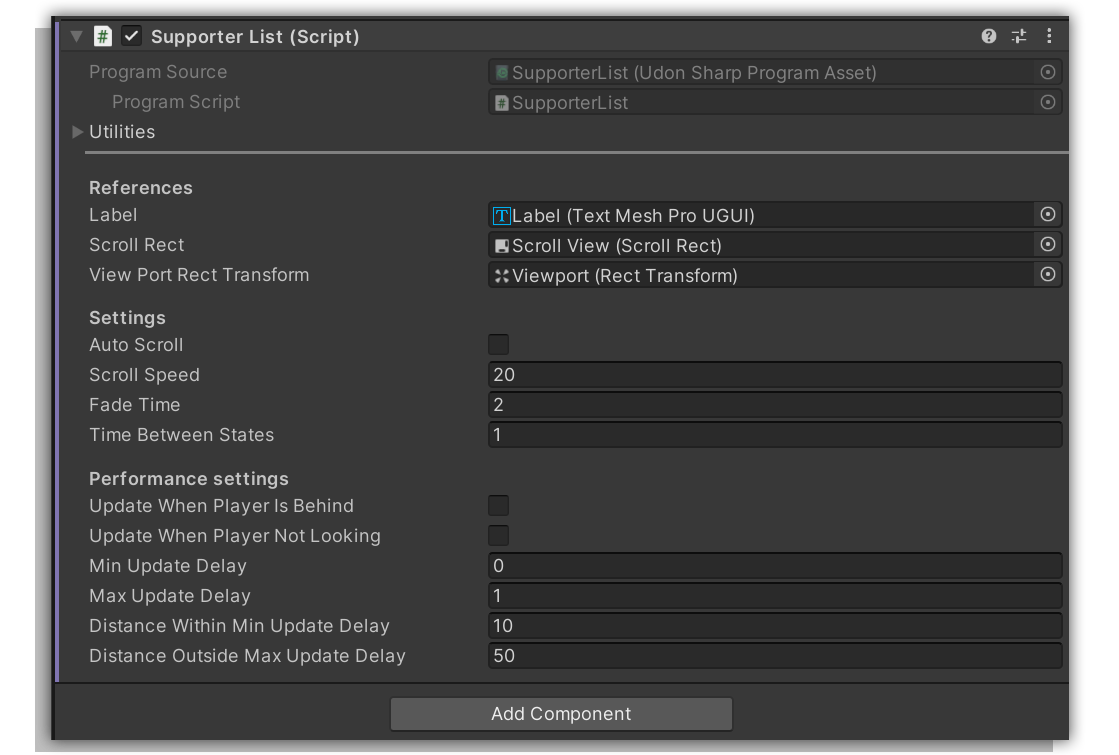 Supporter List (Script)
Program Source SupporterList (Udon Sharp Program Asset)
Program Script # SupporterList
Utilities
References
Label Label (Text Mesh Pro UGUI)
Scroll Rect Scroll View (Scroll Rect)
View Port Rect Transform Viewport (Rect Transform)
Settings
Auto Scroll
Scroll Speed 20
Fade Time 2
Time Between States 1
Performance settings
Update When Player Is Behind
Update When Player Not Looking
Min Update Delay 0
Max Update Delay 1
Distance Within Min Update Delay 10
Distance Outside Max Update Delay 50
Add Component